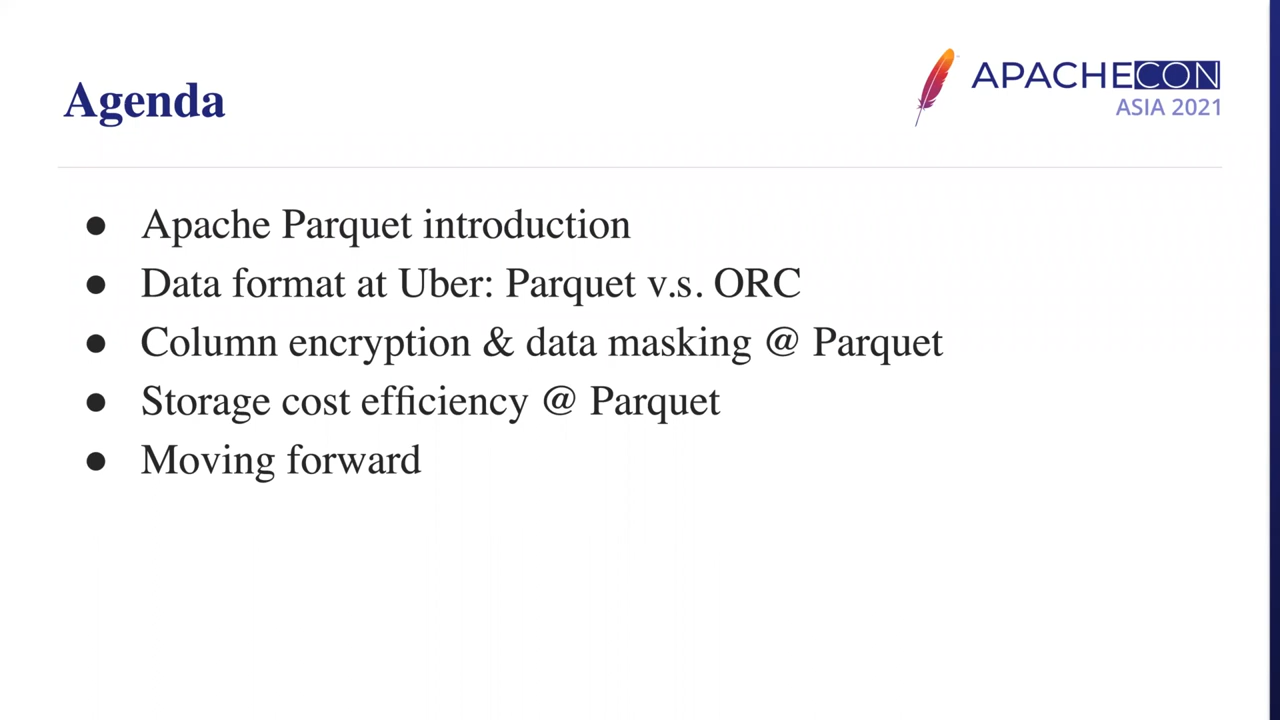 Agenda
APACHECON
ASIA 2021
● Apache Parquet introduction
● Data format at Uber: Parquet v.s. ORC
● Column encryption & data masking @ Parquet
● Storage cost efficiency @ Parquet
● Moving forward